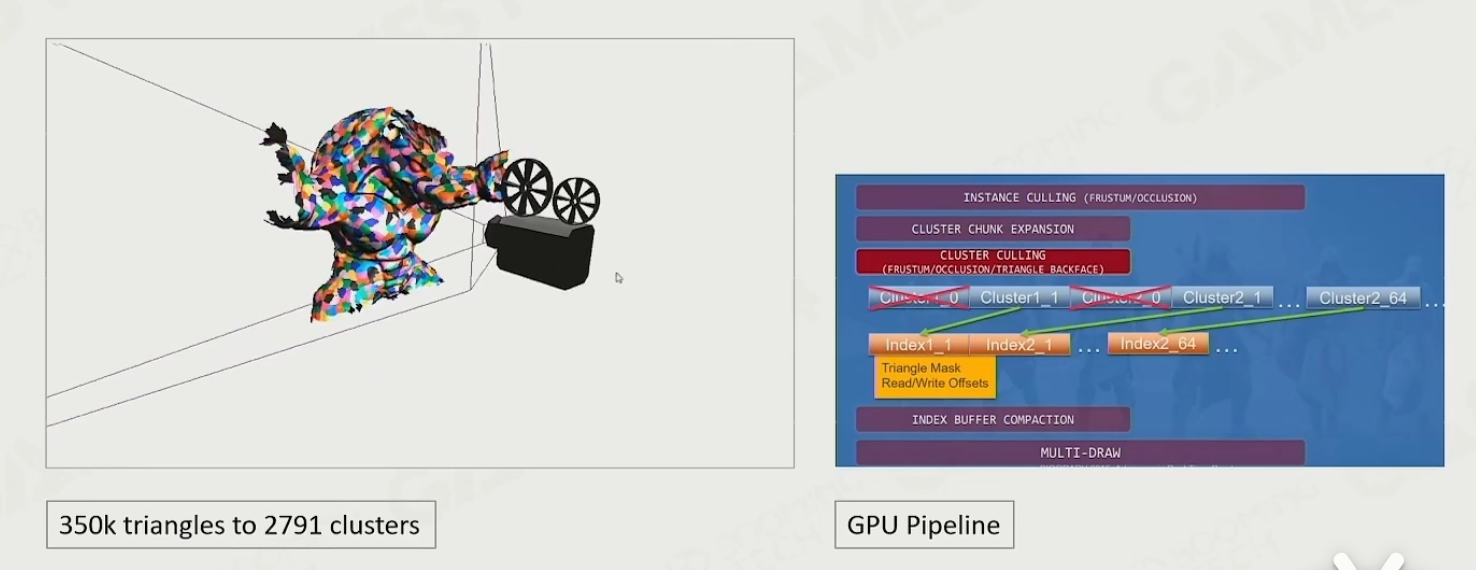 INSTANCE CULLING (FRUSTUM/OCCLUSION)
CLUSTER CHUNK EXPANSION
CLUSTER CULLING
(FRUSTUM/OCCLUSION/TRIANGLE BACKFACE)
Cluster1_0 Cluster1_1 Cluster2_0 Cluster2_1 ... Cluster2_64 ...
Index1_1 Index2_1 ... Index2_64 ...
Triangle Mask
Read/Write Offsets
INDEX BUFFER COMPACTION
MULTI-DRAW
350k triangles to 2791 clusters
GPU Pipeline